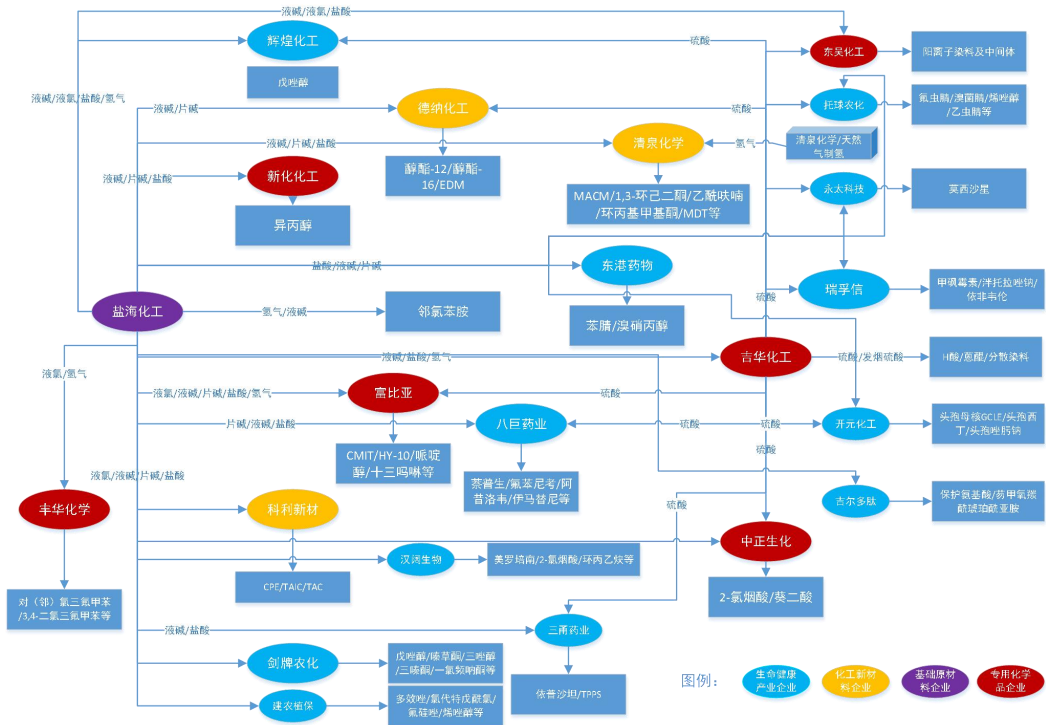 液碱/液氯/盐酸
辉煌化工
硫酸
东吴化工
阳离子染料及中间体
戊唑醇
液碱/液氯/盐酸/氢气
液碱/片碱
德纳化工
硫酸
托球农化
氟虫腈/溴菌腈/烯唑醇
/乙虫腈等
液碱/片碱/盐酸
清泉化学
氢气
清泉化学/天然
气制氢
液碱/片碱/盐酸
新化化工
醇酯-12/醇酯-
16/EDM
永太科技
莫西沙星
MACM/1,3-环己二酮/乙酰呋喃
/环丙基甲基酮/MDT等
异丙醇
盐酸/液碱/片碱
东港药物
瑞孚信
甲砜霉素/泮托拉唑钠/
依非韦伦
硫酸
盐海化工
氢气/液碱
邻氯苯胺
苯腈/溴硝丙醇
液碱/盐酸/氢气
吉华化工
硫酸/发烟硫酸
H酸/蒽醌/分散染料
液氯/氢气
液氯/液碱/片碱/盐酸/氢气
富比亚
硫酸
片碱/液碱/盐酸
八巨药业
硫酸
硫酸
开元化工
头孢母核GCLE/头孢西
丁/头孢唑肟钠
CMIT/HY-10/哌啶
醇/十三吗啉等
液氯/液碱/片碱/盐酸
萘普生/氟苯尼考/阿
昔洛韦/伊马替尼等
吉尔多肽
保护氨基酸/芴甲氧羰
酰琥珀酰亚胺
丰华化学
科利新材
硫酸
中正生化
汉阔生物
美罗培南/2-氯烟酸/环丙乙炔等
CPE/TAIC/TAC
2-氯烟酸/葵二酸
对（邻）氯三氟甲苯
/3,4-二氯三氟甲苯等
液碱/盐酸
三甬药业
剑牌农化
戊唑醇/嗪草酮/三唑醇
/三嗪酮/一氯频呐酮等
依普沙坦/TPPS
建农植保
多效唑/氯代特戊酰氯/
氟硅唑/烯唑醇等
图例：
生命健康
产业企业
化工新材
料企业
基础原材
料企业
专用化学
品企业